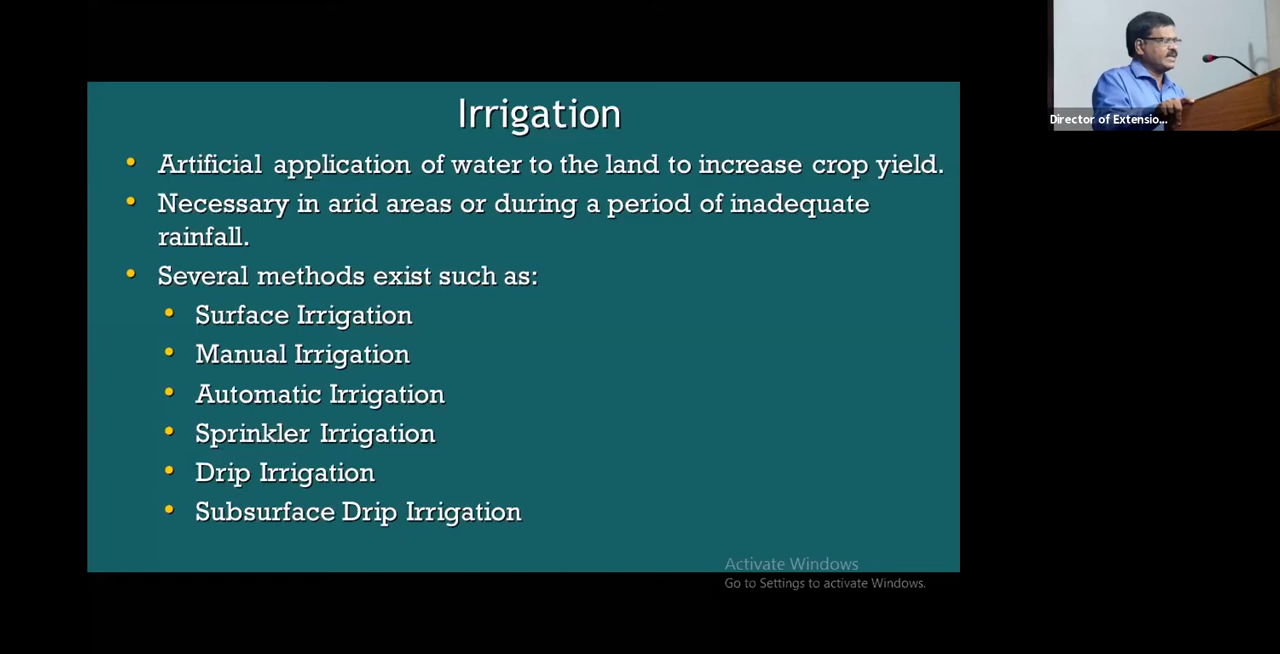 Irrigation
Artificial application of water to the land to increase crop yield.
Necessary in arid areas or during a period of inadequate
rainfall.
Several methods exist such as:
Surface Irrigation
Manual Irrigation
Automatic Irrigation
Sprinkler Irrigation
Drip Irrigation
Subsurface Drip Irrigation
Activate Windows
Go to Settings to activate Windows.
Director of Extensio...